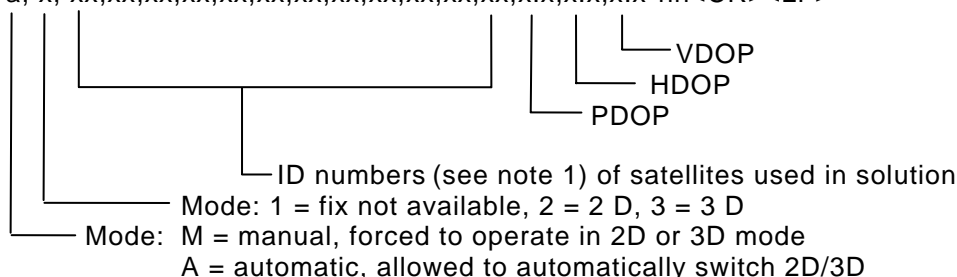 VDOP
HDOP
PDOP
ID numbers (see note 1) of satellites used in solution
Mode: 1 = fix not available, 2 = 2 D, 3 = 3 D
Mode: M = manual, forced to operate in 2D or 3D mode
A = automatic, allowed to automatically switch 2D/3D